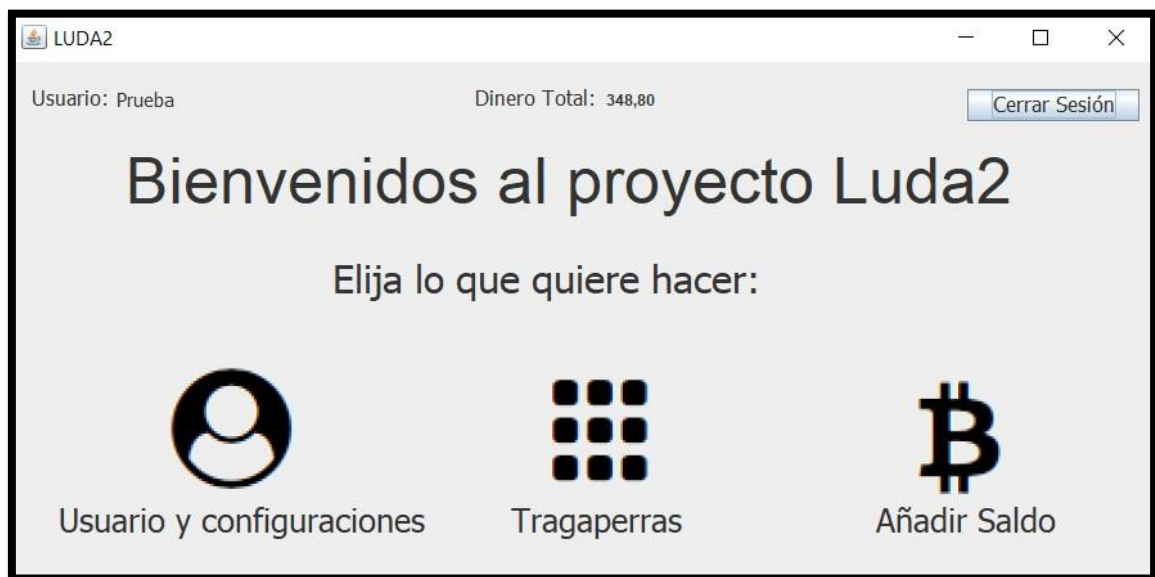 LUDA2
Usuario: Prueba Dinero Total: 348,80 Cerrar Sesión
Bienvenidos al proyecto Luda2
Elija lo que quiere hacer:
Usuario y configuraciones Tragaperras Añadir Saldo